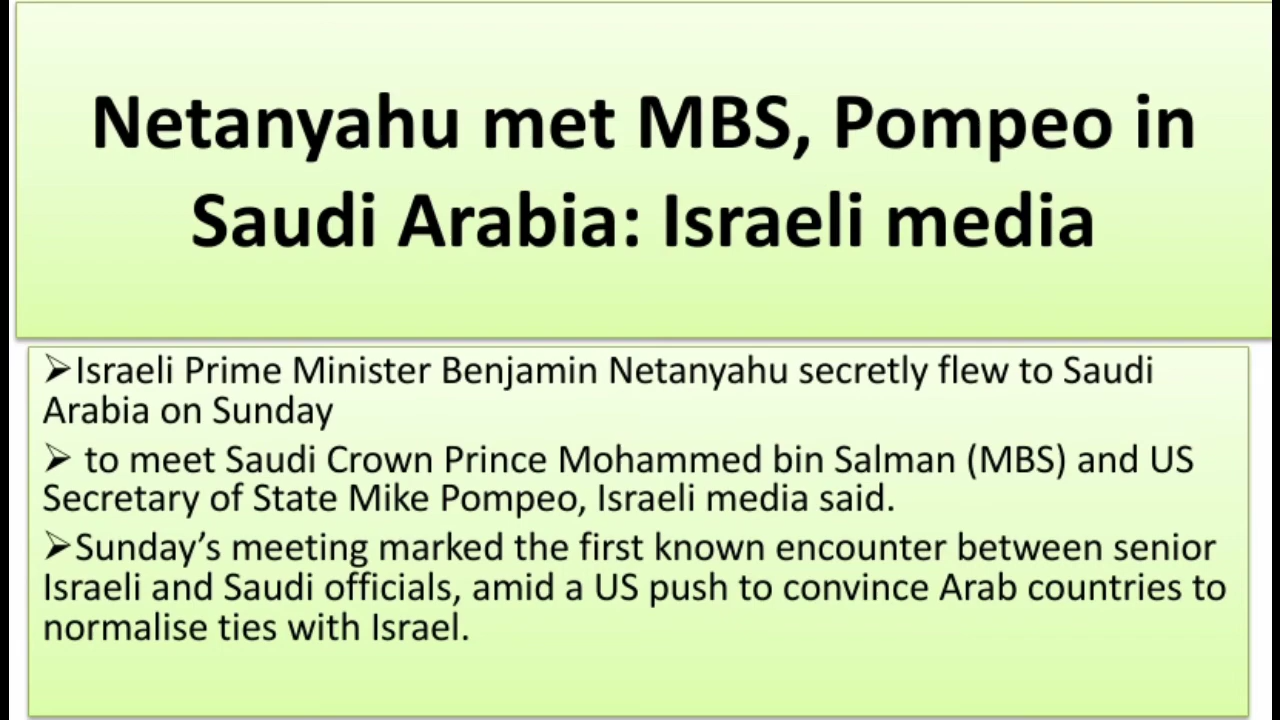 Netanyahu met MBS, Pompeo in
Saudi Arabia: Israeli media
➢Israeli Prime Minister Benjamin Netanyahu secretly flew to Saudi
Arabia on Sunday
➢ to meet Saudi Crown Prince Mohammed bin Salman (MBS) and US
Secretary of State Mike Pompeo, Israeli media said.
➢Sunday’s meeting marked the first known encounter between senior
Israeli and Saudi officials, amid a US push to convince Arab countries to
normalise ties with Israel.